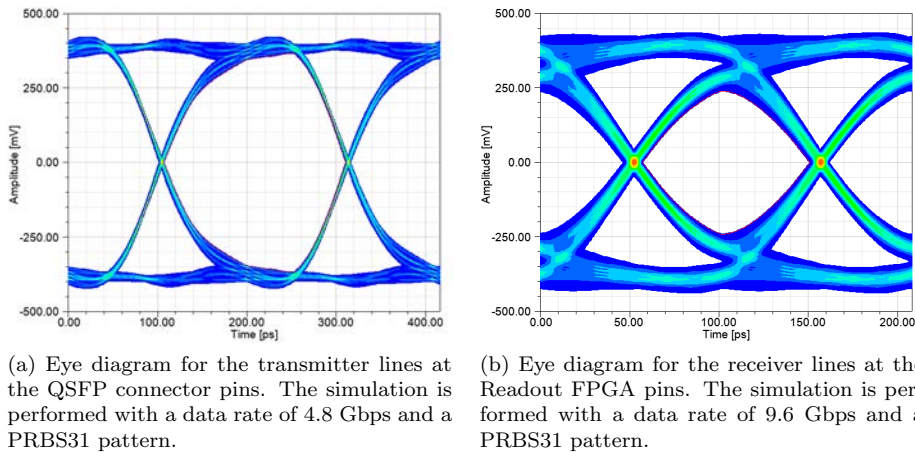 500.00
250.00
0.00
-250.00
-500.00
Amplitude [mV]
0.00 100.00 200.00 300.00 400.00
Time [ps]
500.00
250.00
0.00
-250.00
-500.00
Amplitude [mV]
0.00 50.00 100.00 150.00 200.00
Time [ps]
(a) Eye diagram for the transmitter lines at
the QSFP connector pins. The simulation is
performed with a data rate of 4.8 Gbps and a
PRBS31 pattern.
(b) Eye diagram for the receiver lines at the
Readout FPGA pins. The simulation is per-
formed with a data rate of 9.6 Gbps and a
PRBS31 pattern.